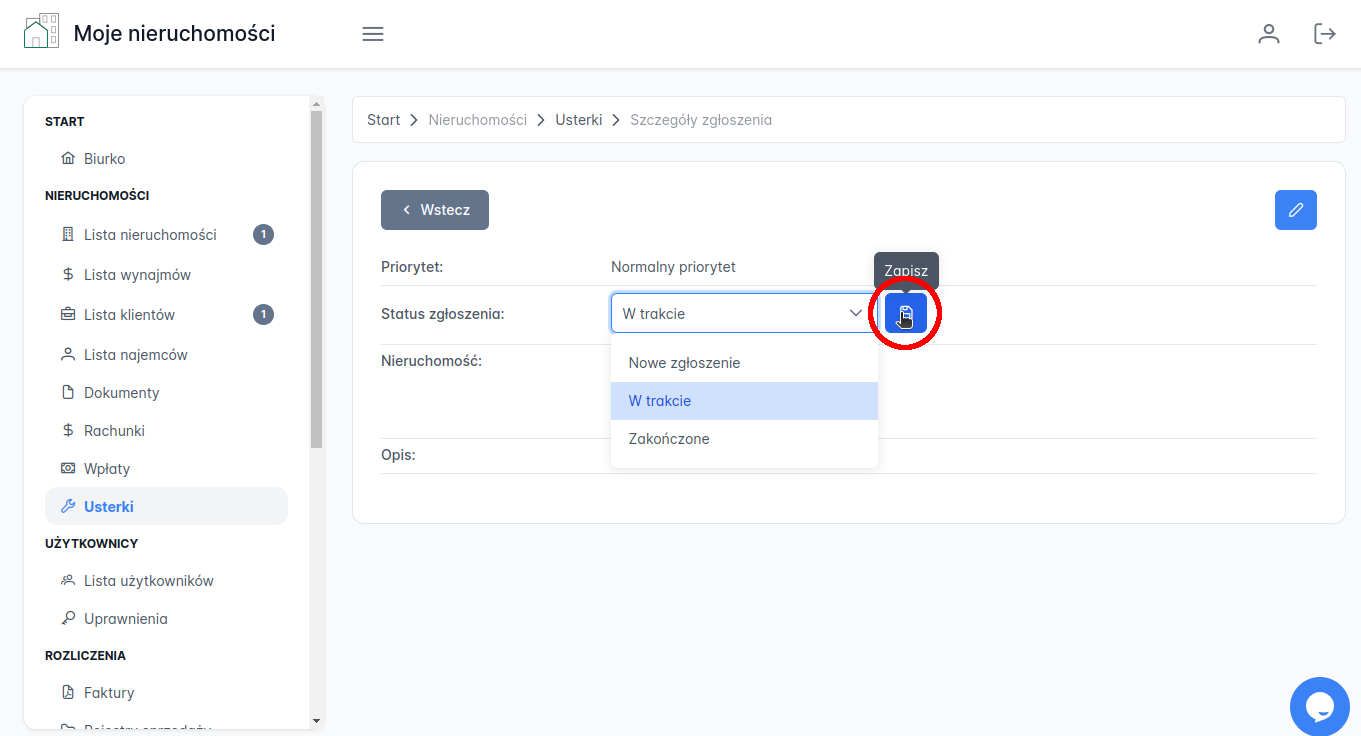 Moje nieruchomości
START
Biurko
NIERUCHOMOŚCI
Lista nieruchomości 1
Lista wynajmów
Lista klientów 1
Lista najemców
Dokumenty
Rachunki
Wpłaty
Usterki
UŻYTKOWNICY
Lista użytkowników
Uprawnienia
ROZLICZENIA
Faktury
Rejestry sprzedaży
Start > Nieruchomości > Usterki > Szczegóły zgłoszenia
Wstecz
Priorytet: Normalny priorytet
Zapisz
Status zgłoszenia: W trakcie
Nowe zgłoszenie
W trakcie
Zakończone
Nieruchomość:
Opis: